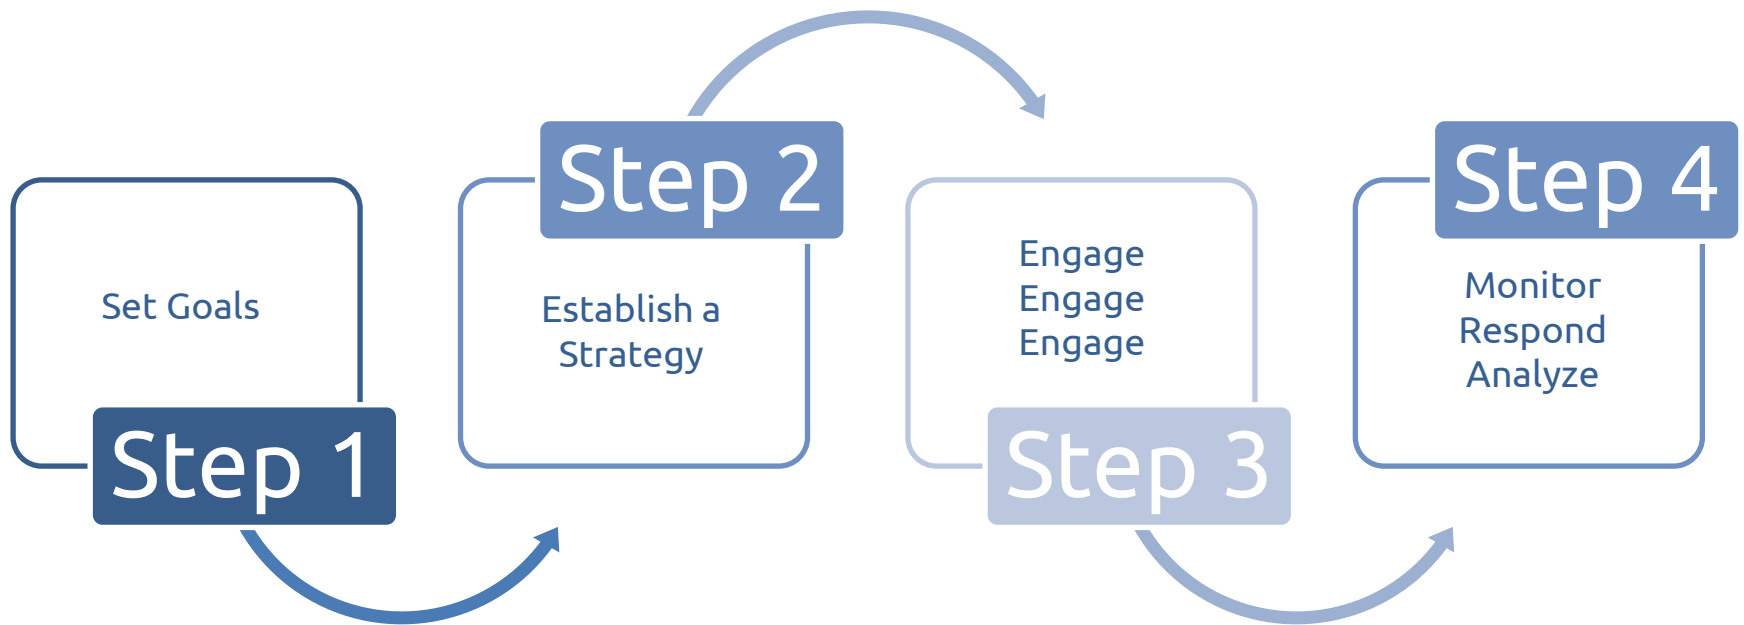 Set Goals
Step 1
Step 2
Establish a
Strategy
Engage
Engage
Engage
Step 3
Step 4
Monitor
Respond
Analyze